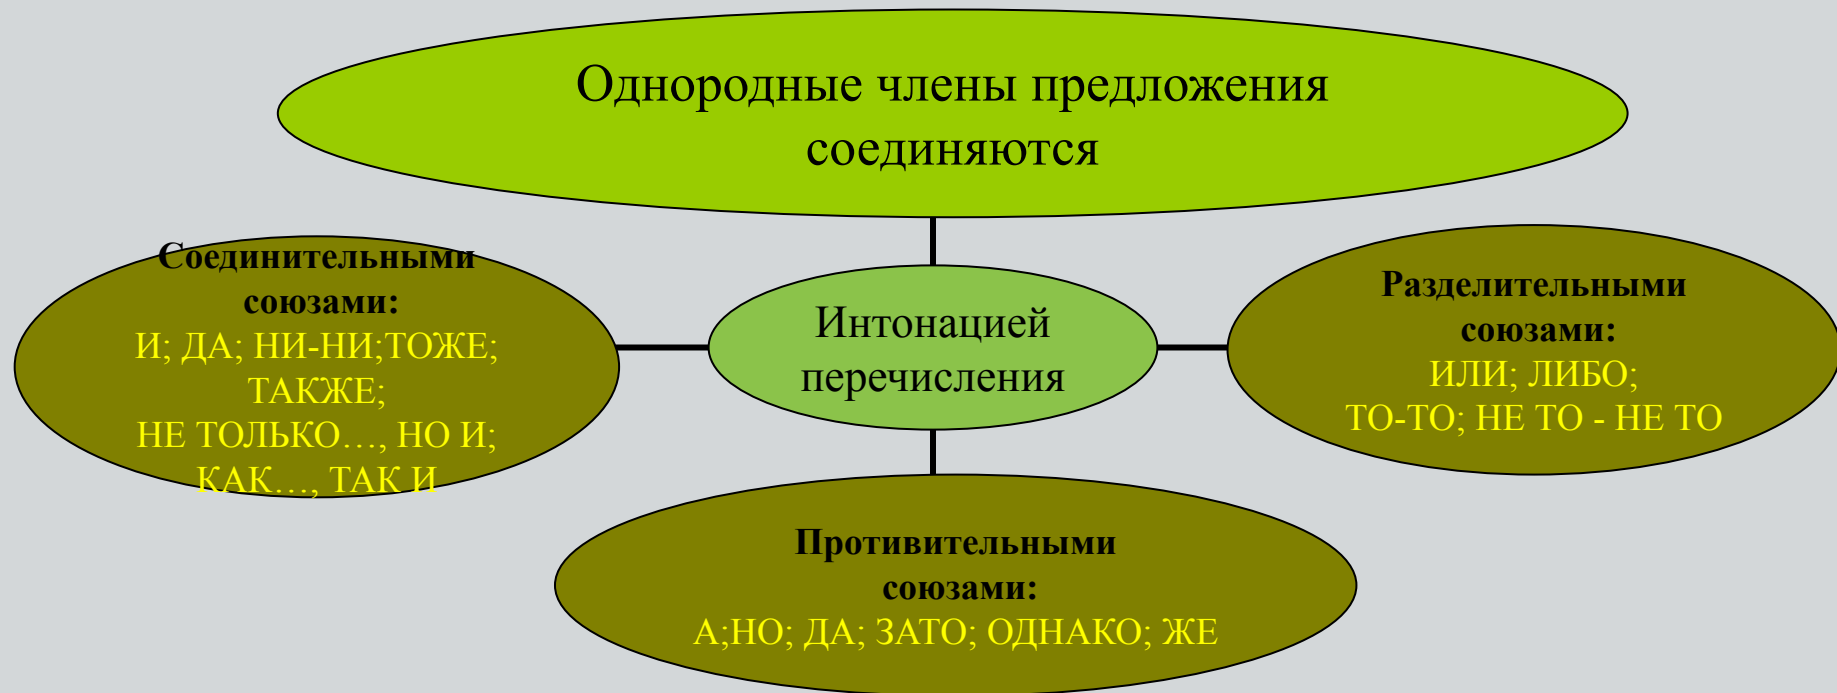 Однородные члены предложения
соединяются
Соединительными
союзами:
И; ДА; НИ-НИ;ТОЖЕ;
ТАКЖЕ;
НЕ ТОЛЬКО…, НО И;
КАК…, ТАК И
Интонацией
перечисления
Разделительными
союзами:
ИЛИ; ЛИБО;
ТО-ТО; НЕ ТО - НЕ ТО
Противительными
союзами:
А;НО; ДА; ЗАТО; ОДНАКО; ЖЕ